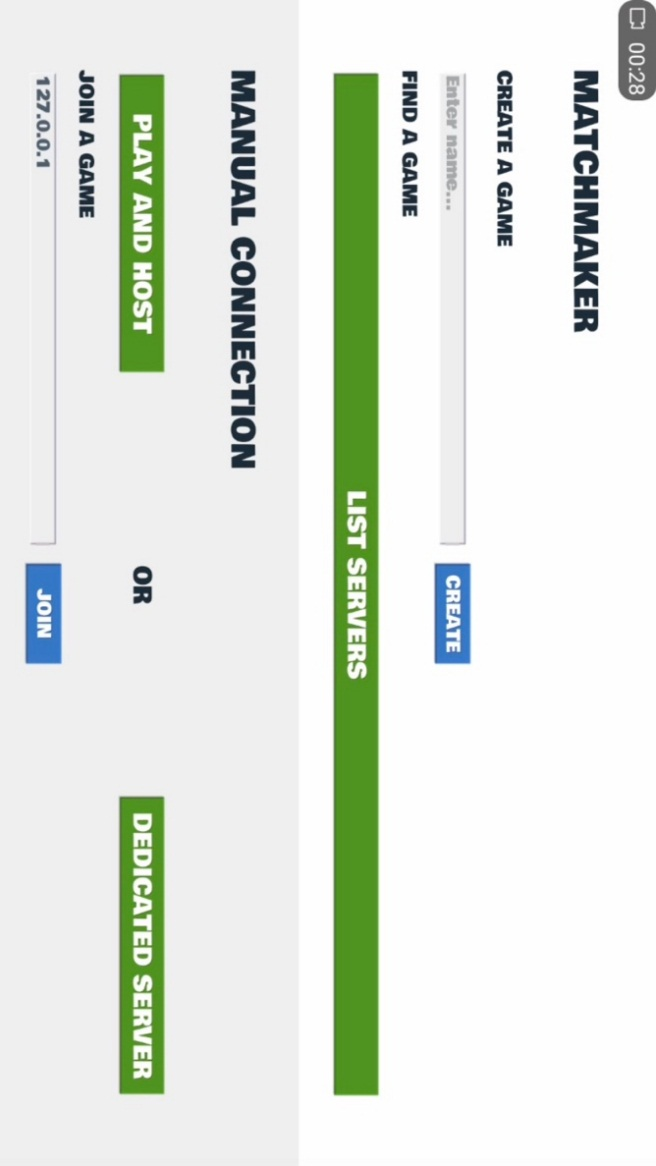 00:28
MATCHMAKER
CREATE A GAME
Enter name...
CREATE
FIND A GAME
LIST SERVERS
MANUAL CONNECTION
PLAY AND HOST
OR
DEDICATED SERVER
JOIN A GAME
127.0.0.1
JOIN